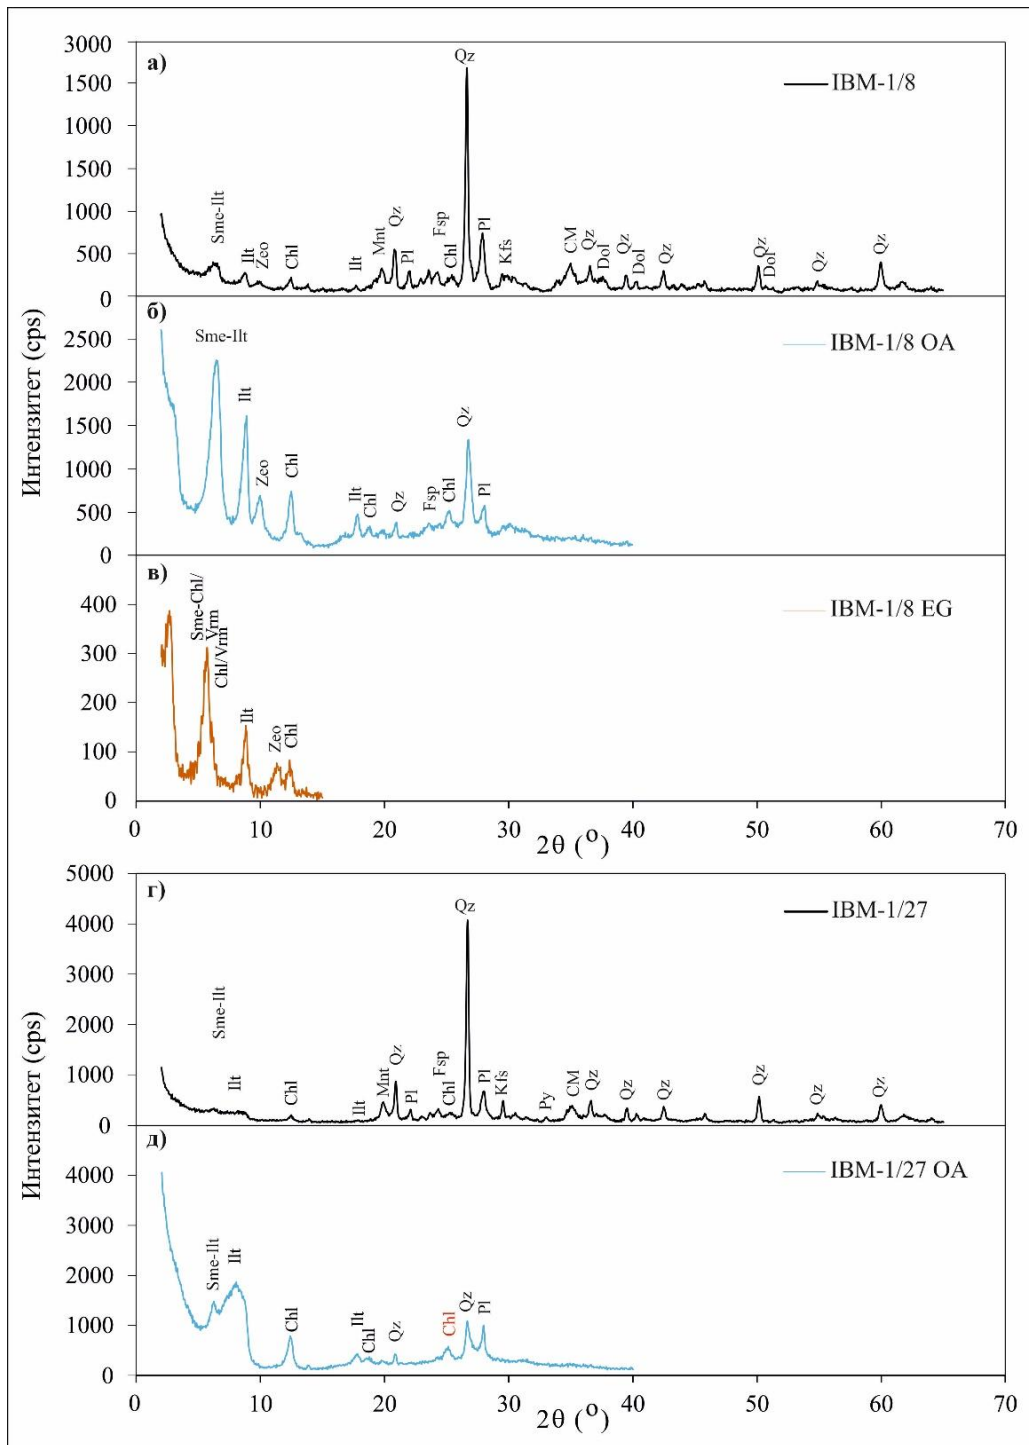 3000
а)
Qz
IBM-1/8
1500
1000
1500
1000
500
0
Sme-Ilt
Ilt
Zeo
Chl
Ilt
Mnt
Qz
Pl
Fsp
Chl
Pl
Kfs
CM
Qz
Dol
Qz
Dol
Qz
Qz
Dol
Qz
Qz
б)
IBM-1/8 OA
2500
2000
1500
1000
500
0
Sme-Ilt
Ilt
Zeo
Chl
Ilt
Chl
Qz
Fsp
Chl
Qz
Pl
Интензитет (cps)
в)
IBM-1/8 EG
400
300
200
100
0
Sme-Chl/
Vrm
Chl/Vrm
Ilt
Zeo
Chl
0 10 20 30 40 50 60 70
2θ (°)
5000
г)
Qz
IBM-1/27
4000
3000
2000
1000
0
Sme-Ilt
Ilt
Chl
Illt
Mnt
Qz
Pl
Fsp
Chl
Pl
Kfs
Py
CM
Qz
Qz
Qz
Qz
Qz
Qz
Интензитет (cps)
д)
IBM-1/27 OA
4000
3000
2000
1000
0
Sme-Ilt
Ilt
Chl
Ilt
Chl
Qz
Chl
Qz
Pl
0 10 20 30 40 50 60 70
2θ (°)